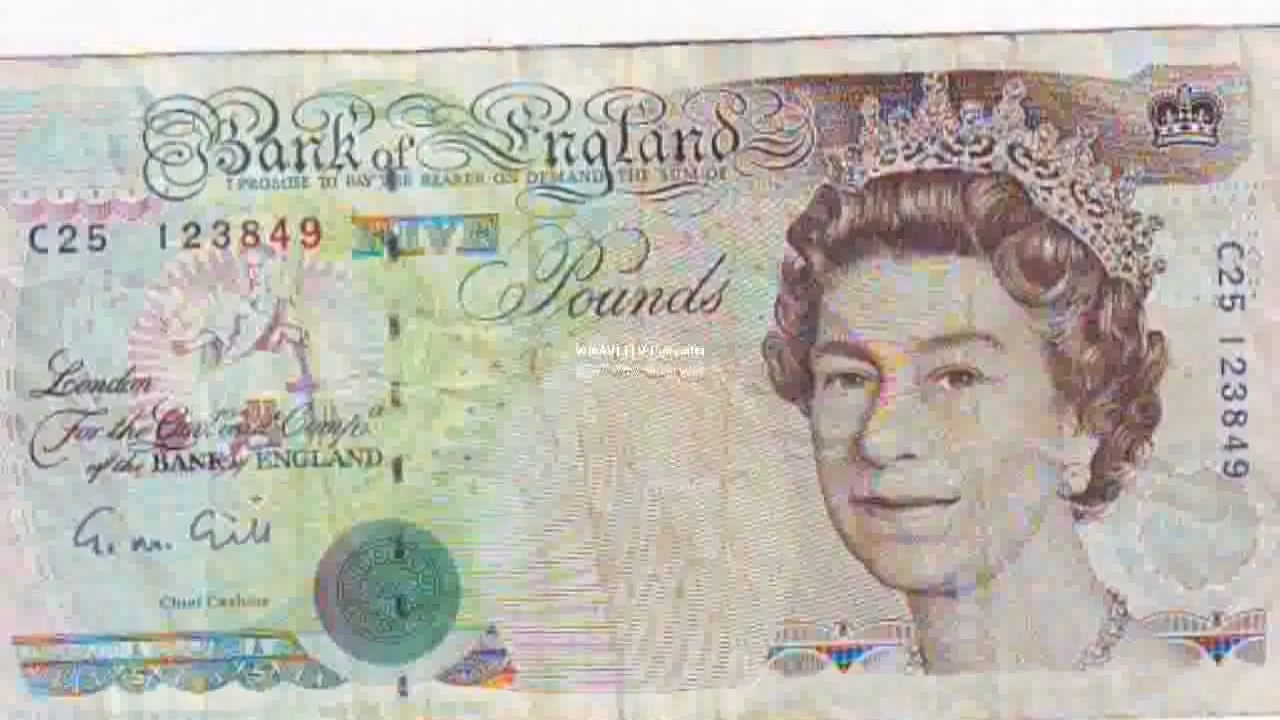 Bank of England
I PROMISE TO PAY THE BEARER ON DEMAND THE SUM OF
C25 123849
FIVE
Pounds
London
For the Gov.r and Comp.a
of the BANK of ENGLAND
G. M. Gill
Chief Cashier
C25 123849